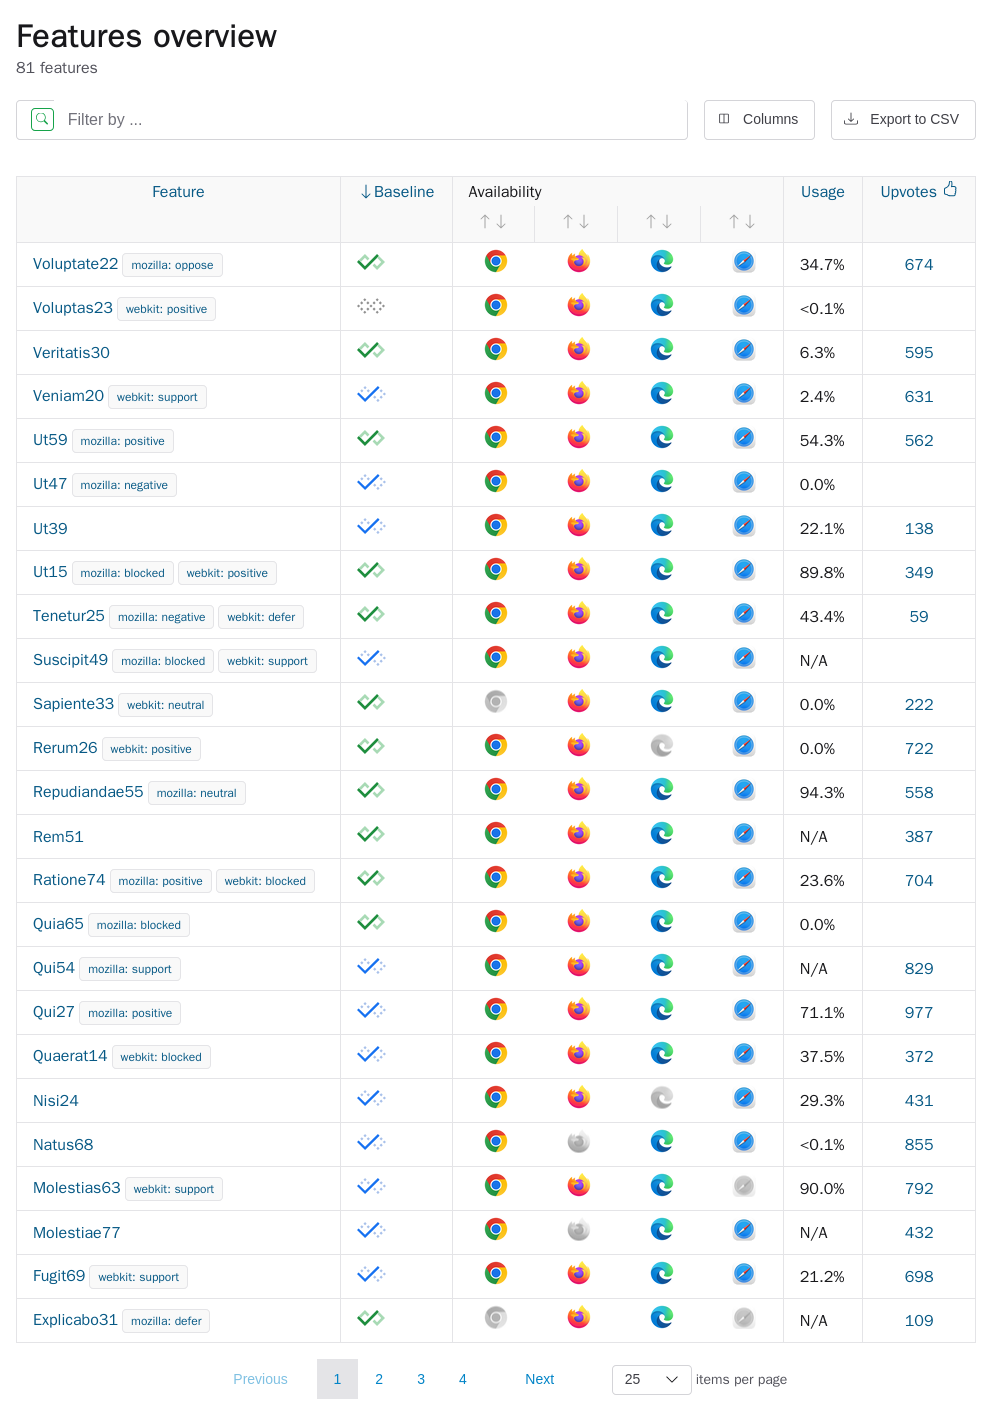 Features overview
81 features
Filter by ...
Columns
Export to CSV
Feature Baseline Availability Usage Upvotes
Voluptate22 mozilla: oppose 34.7% 674
Voluptas23 webkit: positive <0.1%
Veritatis30 6.3% 595
Veniam20 webkit: support 2.4% 631
Ut59 mozilla: positive 54.3% 562
Ut47 mozilla: negative 0.0%
Ut39 22.1% 138
Ut15 mozilla: blocked webkit: positive 89.8% 349
Tenetur25 mozilla: negative webkit: defer 43.4% 59
Suscipit49 mozilla: blocked webkit: support N/A
Sapiente33 webkit: neutral 0.0% 222
Rerum26 webkit: positive 0.0% 722
Repudiandae55 mozilla: neutral 94.3% 558
Rem51 N/A 387
Ratione74 mozilla: positive webkit: blocked 23.6% 704
Quia65 mozilla: blocked 0.0%
Qui54 mozilla: support N/A 829
Qui27 mozilla: positive 71.1% 977
Quaerat14 webkit: blocked 37.5% 372
Nisi24 29.3% 431
Natus68 <0.1% 855
Molestias63 webkit: support 90.0% 792
Molestiae77 N/A 432
Fugit69 webkit: support 21.2% 698
Explicabo31 mozilla: defer N/A 109
Previous 1 2 3 4 Next 25 items per page